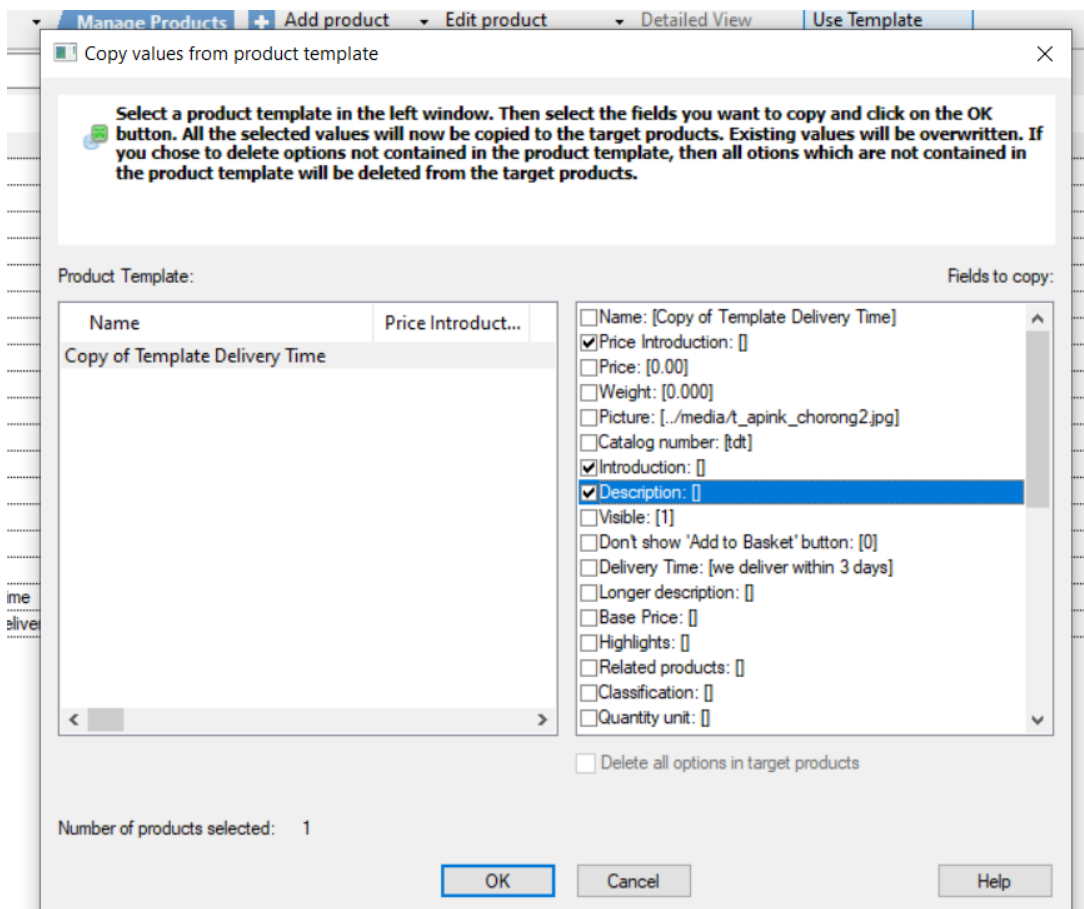 Manage Products Add product Edit product Detailed View Use Template
Copy values from product template
Select a product template in the left window. Then select the fields you want to copy and click on the OK
button. All the selected values will now be copied to the target products. Existing values will be overwritten. If
you chose to delete options not contained in the product template, then all otions which are not contained in
the product template will be deleted from the target products.
Product Template: Fields to copy:
Name Price Introduct...
Copy of Template Delivery Time
Name: [Copy of Template Delivery Time]
Price Introduction: []
Price: [0.00]
Weight: [0.000]
Picture: [../media/t_apink_chorong2.jpg]
Catalog number: [tdt]
Introduction: []
Description: []
Visible: [1]
Don't show 'Add to Basket' button: [0]
Delivery Time: [we deliver within 3 days]
Longer description: []
Base Price: []
Highlights: []
Related products: []
Classification: []
Quantity unit: []
ime
eliver
Delete all options in target products
Number of products selected: 1
OK Cancel Help